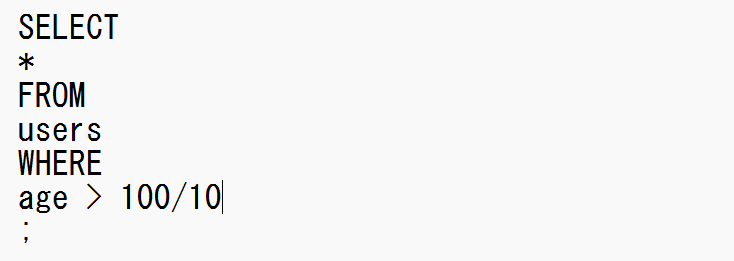 SELECT
*
FROM
users
WHERE
age > 100/10
;